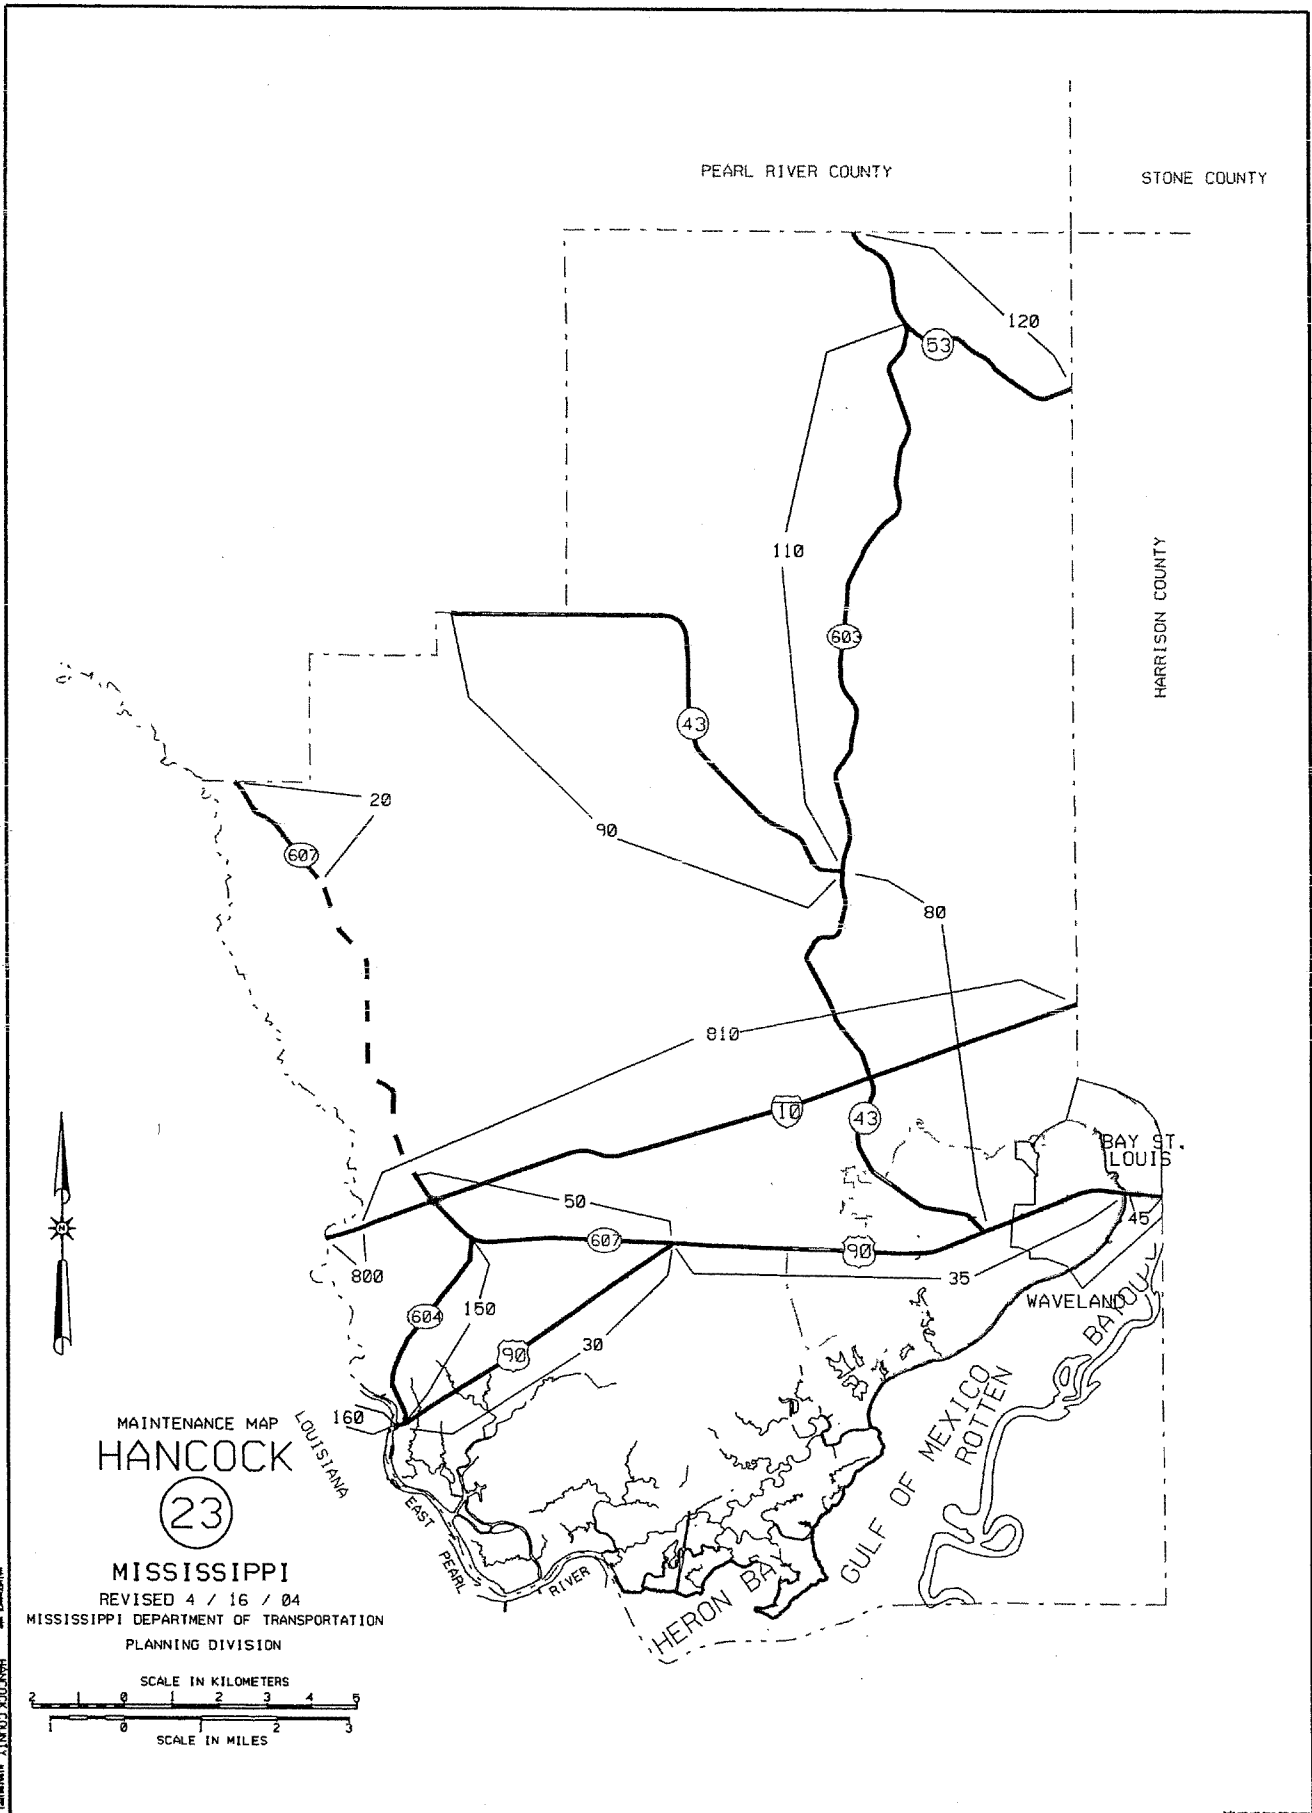 PEARL RIVER COUNTY
STONE COUNTY
120
53
110
HARRISON COUNTY
603
43
20
90
607
80
810
10
43
BAY ST.
LOUIS
50
45
607
90
800
35
150
604
WAVELAND
30
90
BAYOU
160
LOUISIANA
MAINTENANCE MAP
HANCOCK
23
MISSISSIPPI
REVISED 4 / 16 / 04
MISSISSIPPI DEPARTMENT OF TRANSPORTATION
PLANNING DIVISION
GULF OF MEXICO
ROTTEN
EAST
PEARL
RIVER
HERON BAY
N
SCALE IN KILOMETERS
2 1 0 1 2 3 4 5
1 0 1 2 3
SCALE IN MILES
HANCOCK COUNTY